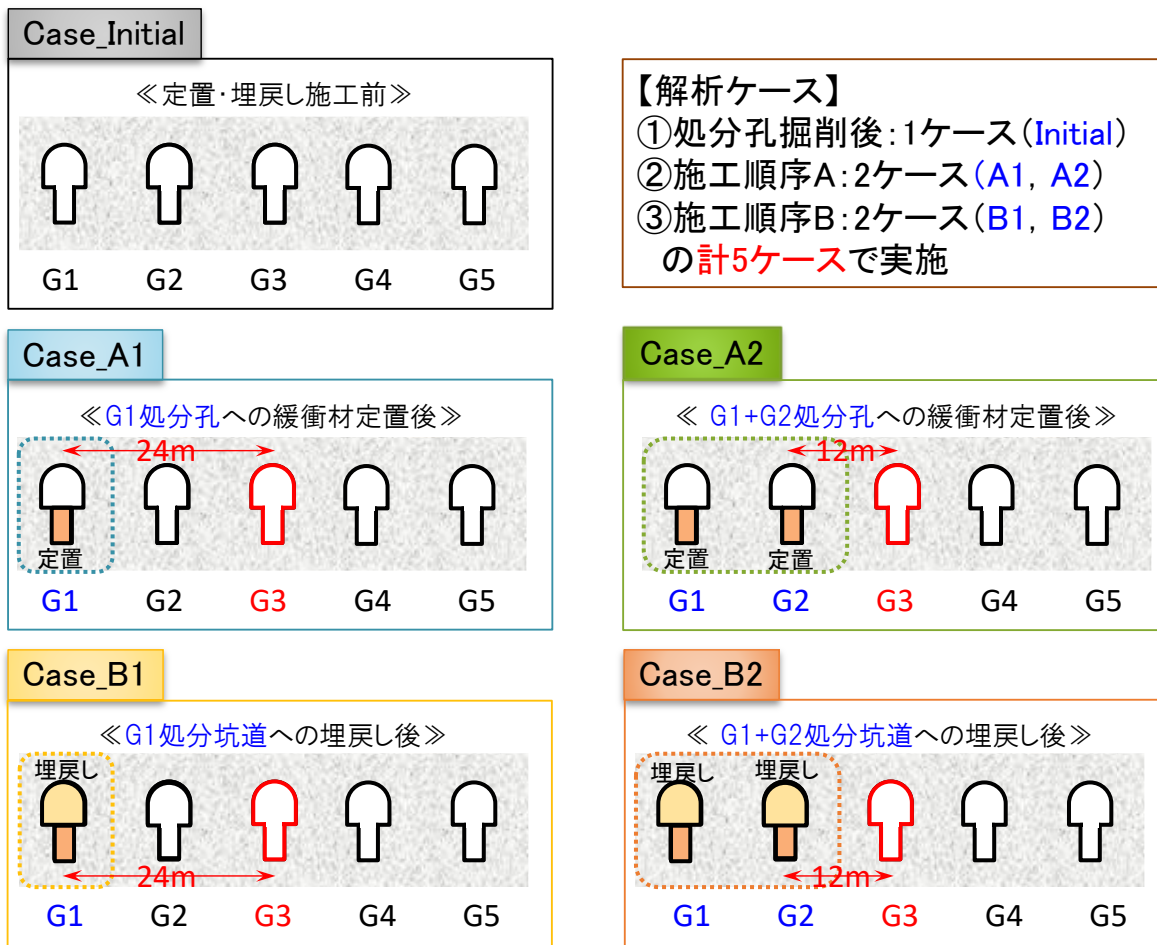 Case_Initial
≪定置・埋戻し施工前≫
G1 G2 G3 G4 G5
【解析ケース】
①処分孔掘削後:1ケース(Initial)
②施工順序A:2ケース(A1, A2)
③施工順序B:2ケース(B1, B2)
の計5ケースで実施
Case_A1
≪G1処分孔への緩衝材定置後≫
24m
定置
G1 G2 G3 G4 G5
Case_A2
≪ G1+G2処分孔への緩衝材定置後≫
12m
定置 定置
G1 G2 G3 G4 G5
Case_B1
≪G1処分坑道への埋戻し後≫
埋戻し
24m
G1 G2 G3 G4 G5
Case_B2
≪ G1+G2処分坑道への埋戻し後≫
埋戻し 埋戻し
12m
G1 G2 G3 G4 G5